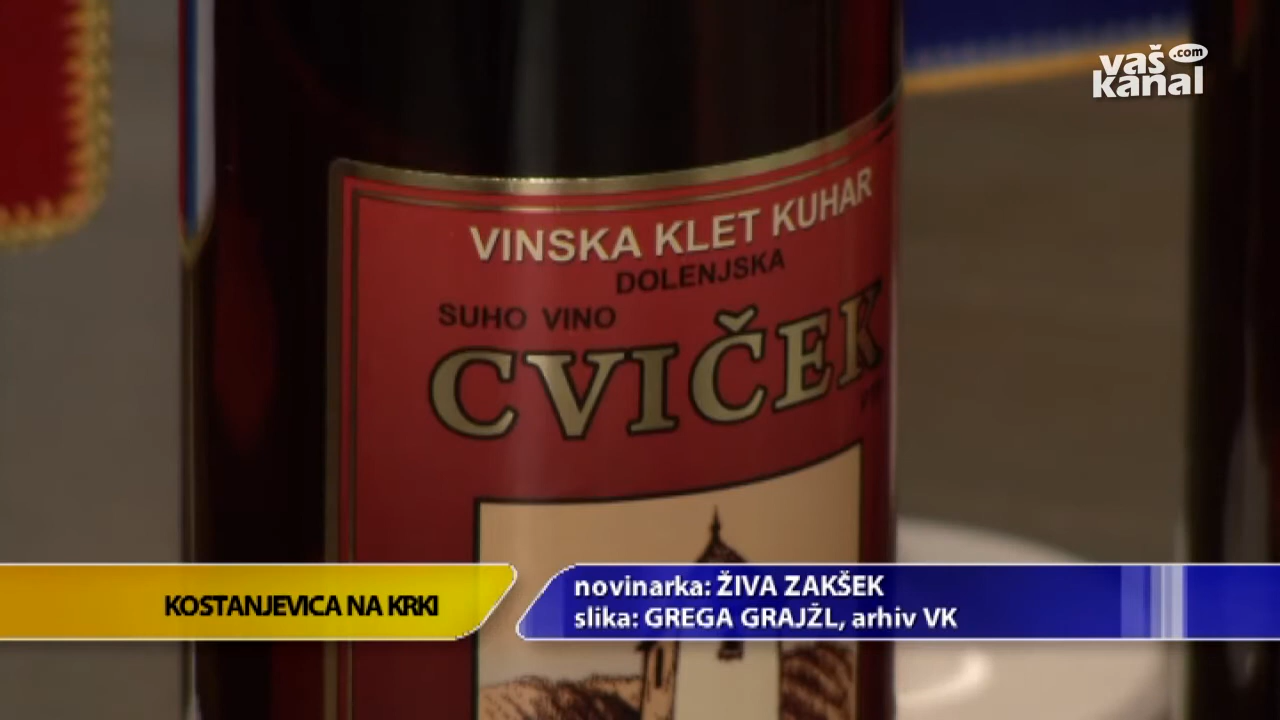 vaš .com
kanal
VINSKA KLET KUHAR
DOLENJSKA
SUHO VINO
CVIČEK
KOSTANJEVICA NA KRKI
novinarka: ŽIVA ZAKŠEK
slika: GREGA GRAJŽL, arhiv VK